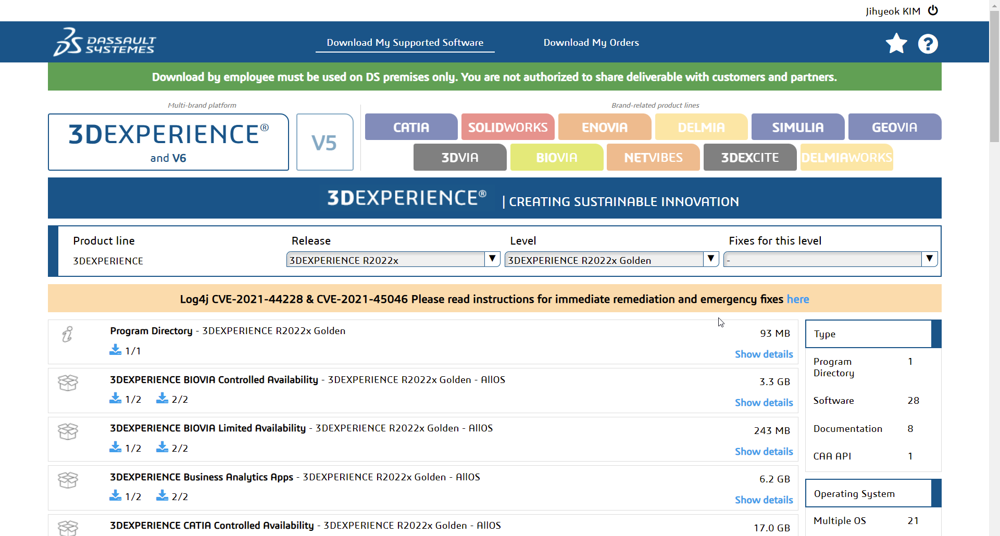 Jihyeok KIM
DASSAULT SYSTEMES
Download My Supported Software
Download My Orders
Download by employee must be used on DS premises only. You are not authorized to share deliverable with customers and partners.
Multi-brand platform
Brand-related product lines
3DEXPERIENCE®
and V6
V5
CATIA
SOLIDWORKS
ENOVIA
DELMIA
SIMULIA
GEOVIA
3DVIA
BIOVIA
NETVIBES
3DEXCITE
DELMIAWORKS
3DEXPERIENCE® | CREATING SUSTAINABLE INNOVATION
Product line
Release
Level
Fixes for this level
3DEXPERIENCE
3DEXPERIENCE R2022x
3DEXPERIENCE R2022x Golden
-
Log4j CVE-2021-44228 & CVE-2021-45046 Please read instructions for immediate remediation and emergency fixes here
Program Directory - 3DEXPERIENCE R2022x Golden
93 MB
1/1
Show details
3DEXPERIENCE BIOVIA Controlled Availability - 3DEXPERIENCE R2022x Golden - AllOS
3.3 GB
1/2 2/2
Show details
3DEXPERIENCE BIOVIA Limited Availability - 3DEXPERIENCE R2022x Golden - AllOS
243 MB
1/2 2/2
Show details
3DEXPERIENCE Business Analytics Apps - 3DEXPERIENCE R2022x Golden - AllOS
6.2 GB
1/2 2/2
Show details
3DEXPERIENCE CATIA Controlled Availability - 3DEXPERIENCE R2022x Golden - AllOS
17.0 GB
Type
Program Directory 1
Software 28
Documentation 8
CAA API 1
Operating System
Multiple OS 21